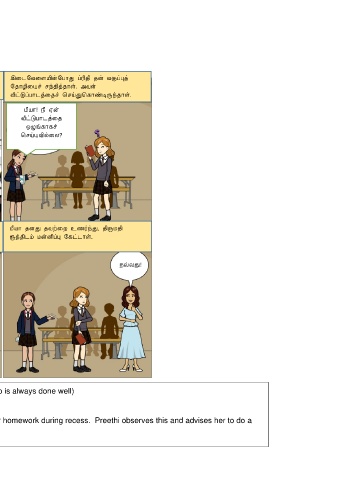 இடைவேளையின்போது ப்ரீதி தன் வகுப்புத்
தோழியைச் சந்தித்தாள். அவள்
வீட்டுப்பாடத்தைச் செய்துகொண்டிருந்தாள்.
மீயா! நீ ஏன்
வீட்டுபாடத்தை
ஒழுங்காகச்
செய்யவில்லை?
மீயா தனது தவற்றை உணர்ந்து, திருமதி
ரூத்திடம் மன்னிப்பு கேட்டாள்.
நல்லது!
o is always done well)
homework during recess. Preethi observes this and advises her to do a